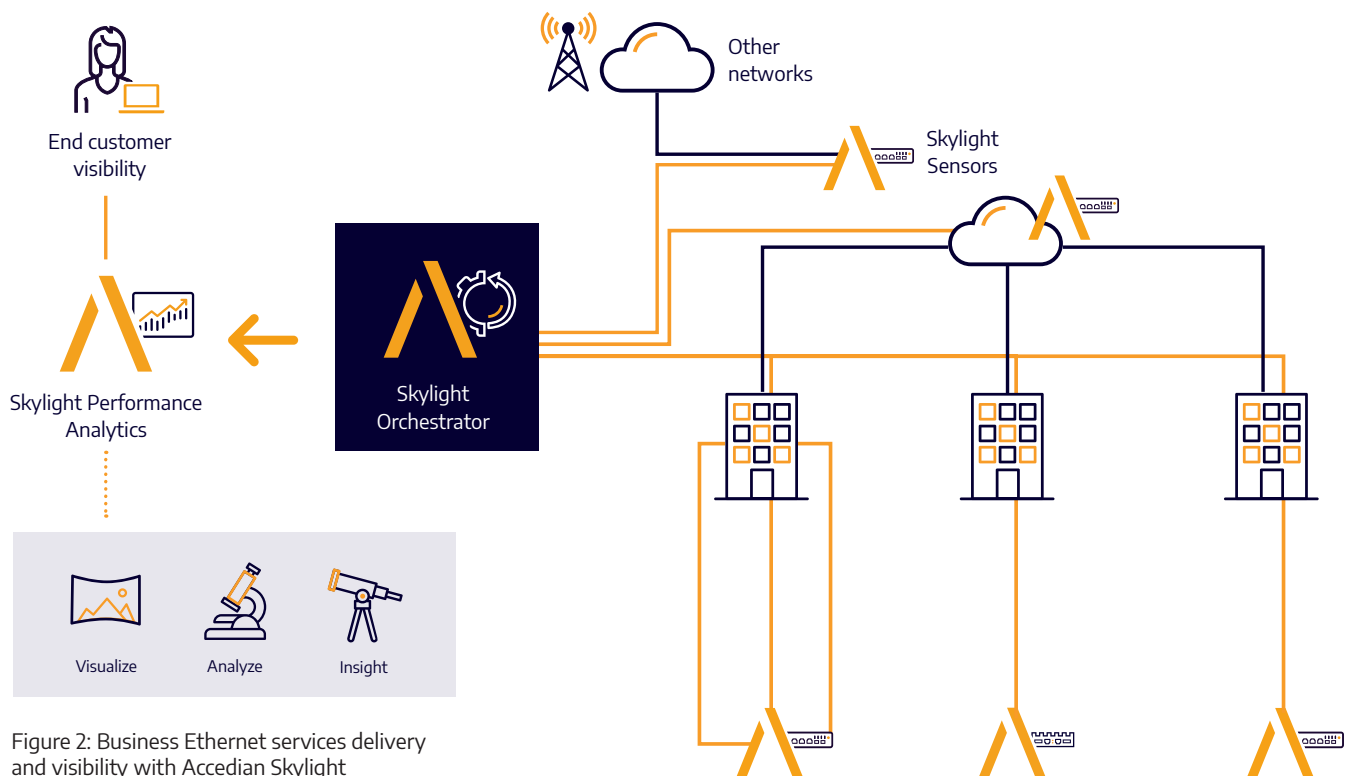 Other
networks
End customer
visibility
Skylight
Sensors
Skylight
Orchestrator
Skylight Performance
Analytics
Visualize
Analyze
Insight
Figure 2: Business Ethernet services delivery
and visibility with Accedian Skylight